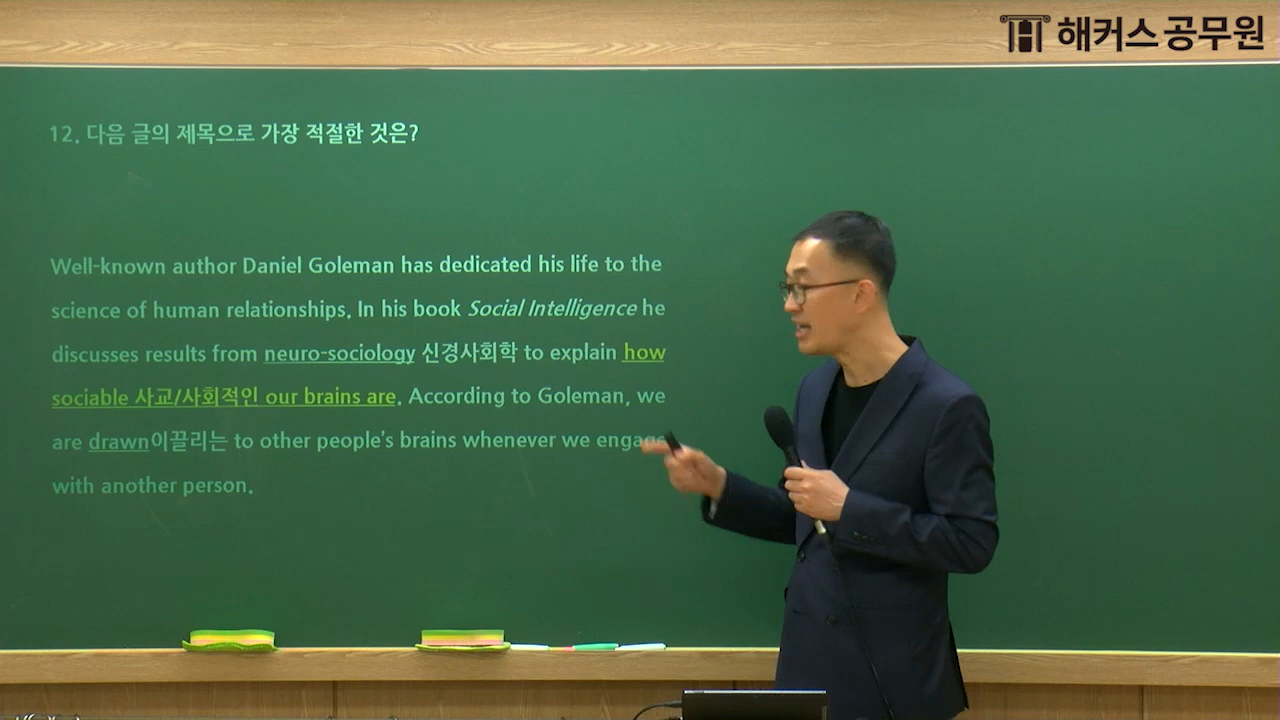 해커스공무원
12. 다음 글의 제목으로 가장 적절한 것은?
Well-known author Daniel Goleman has dedicated his life to the
science of human relationships. In his book Social Intelligence he
discusses results from neuro-sociology 신경사회학 to explain how
sociable 사교/사회적인 our brains are. According to Goleman, we
are drawn이끌리는 to other people's brains whenever we engage
with another person.